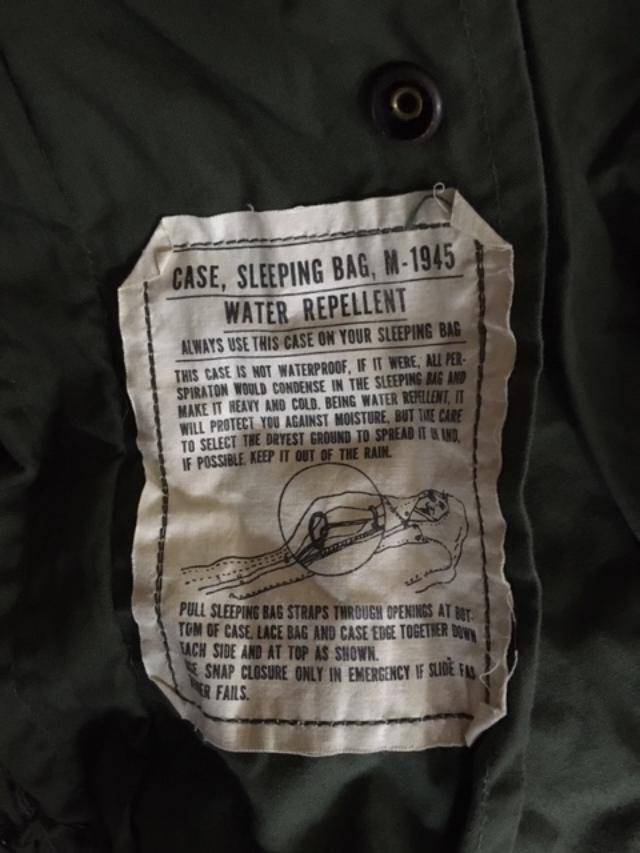 CASE, SLEEPING BAG, M-1945
WATER REPELLENT
ALWAYS USE THIS CASE ON YOUR SLEEPING BAG
THIS CASE IS NOT WATERPROOF, IF IT WERE, ALL PER-
SPIRATON WOULD CONDENSE IN THE SLEEPING BAG AND
MAKE IT HEAVY AND COLD. BEING WATER REPELLENT, IT
WILL PROTECT YOU AGAINST MOISTURE, BUT TAKE CARE
TO SELECT THE DRYEST GROUND TO SPREAD IT ON AND,
IF POSSIBLE, KEEP IT OUT OF THE RAIN.
PULL SLEEPING BAG STRAPS THROUGH OPENINGS AT BOT-
TOM OF CASE. LACE BAG AND CASE EDGE TOGETHER DOWN
EACH SIDE AND AT TOP AS SHOWN.
SNAP CLOSURE ONLY IN EMERGENCY IF SLIDE
FAILS.